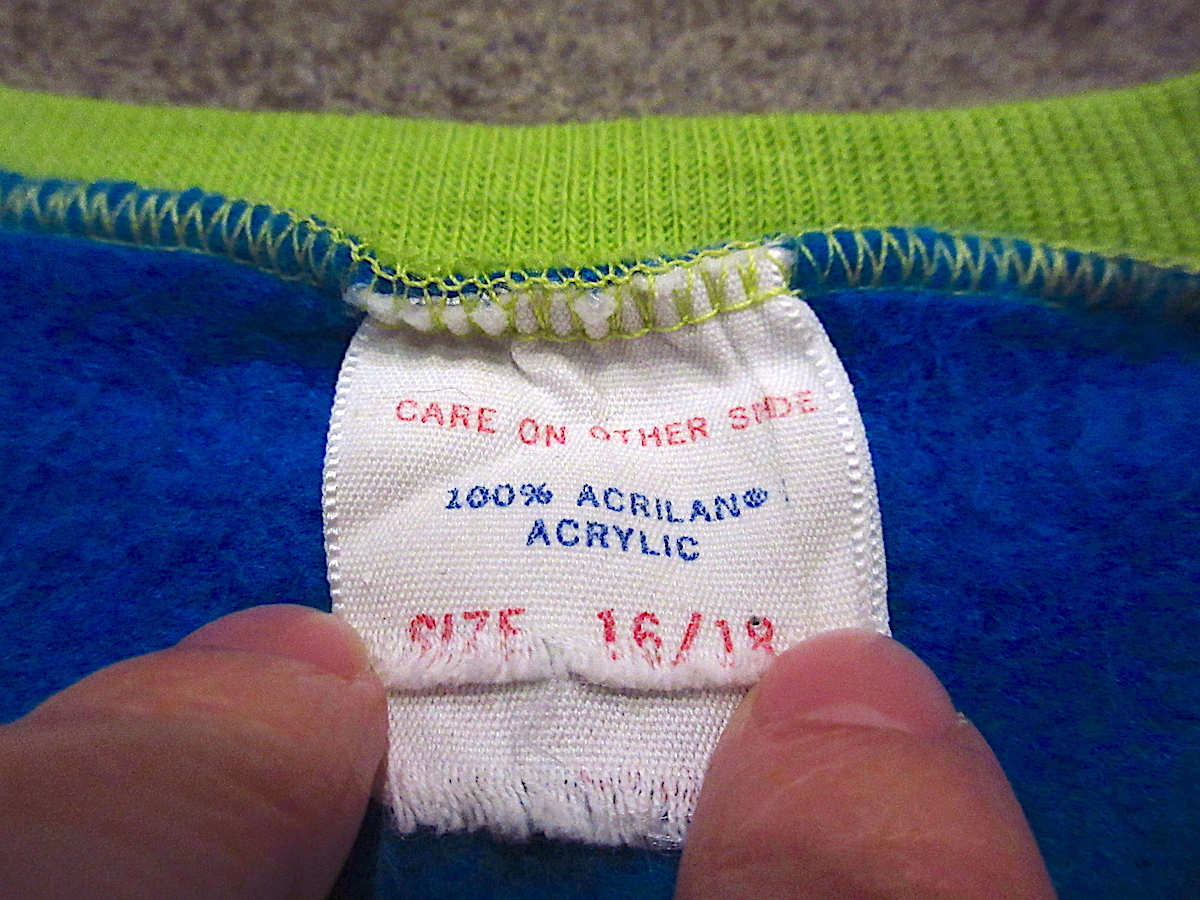 CARE ON OTHER SIDE
100% ACRILAN®
ACRYLIC
SIZE 16/18